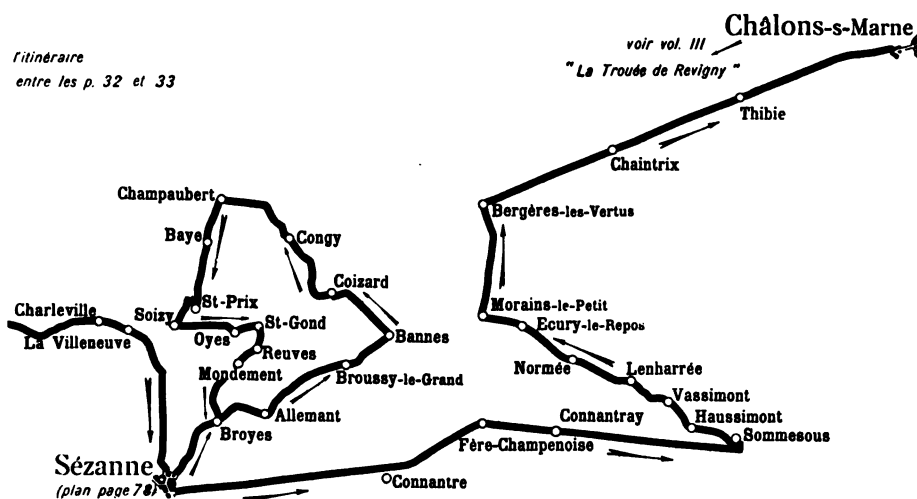 Châlons-s-Marne
voir vol. III
"La Trouée de Revigny"
l'itinéraire
entre les p. 32 et 33
Thibie
Chaintrix
Champaubert
Bergères-les-Vertus
Baye
Congy
Coizard
St-Prix
Morains-le-Petit
Charleville
Soizy
St-Gond
Ecury-le-Repos
La Villeneuve
Oyes
Bannes
Reuves
Normée
Lenharrée
Mondement
Broussy-le-Grand
Vassimont
Allemant
Connantray
Haussimont
Broyes
Fère-Champenoise
Sommesous
Sézanne
(plan page 78)
Connantre